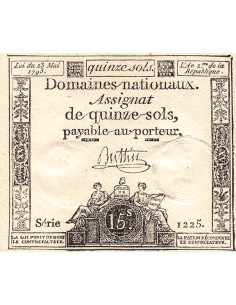 Loi du 23 Mai 1793.
quinze sols.
L'An 2.me de la République.
Domaines nationaux.
Assignat
de quinze-sols,
payable au porteur.
Buttin
Série
15s
1225.
LA LOI PUNIT DE MORT LE CONTREFACTEUR.
LA NATION RÉCOMPENSE LE DÉNONCIATEUR.